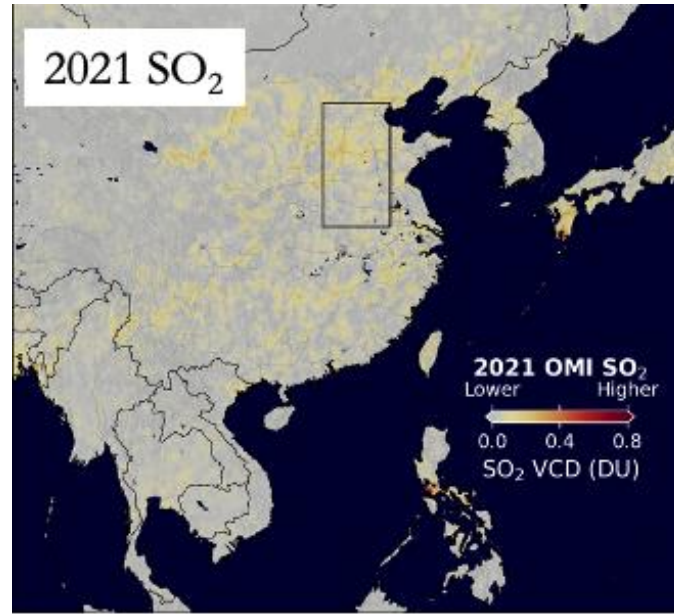 2021 SO₂
2021 OMI SO₂
Lower Higher
0.0 0.4 0.8
SO₂ VCD (DU)